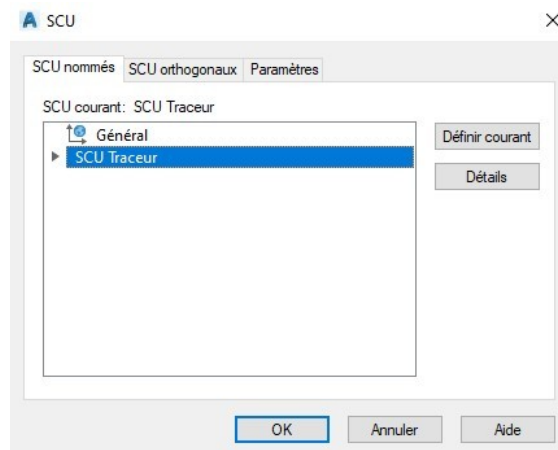 SCU
SCU nommés SCU orthogonaux Paramètres
SCU courant: SCU Traceur
Général
SCU Traceur
Définir courant
Détails
OK Annuler Aide